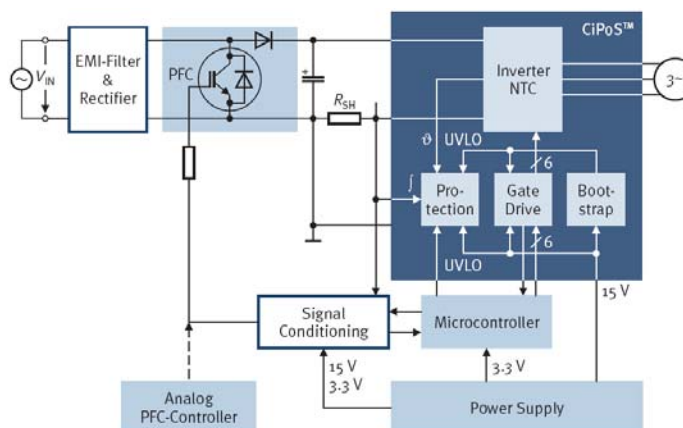 CiPoS™
EMI-Filter
&
Rectifier
V_IN
PFC
+
R_SH
Inverter
NTC
3~
ϑ
UVLO
6
∫
Pro-
tection
Gate
Drive
Boot-
strap
6
UVLO
15 V
Signal
Conditioning
Microcontroller
15 V
3.3 V
3.3 V
Analog
PFC-Controller
Power Supply